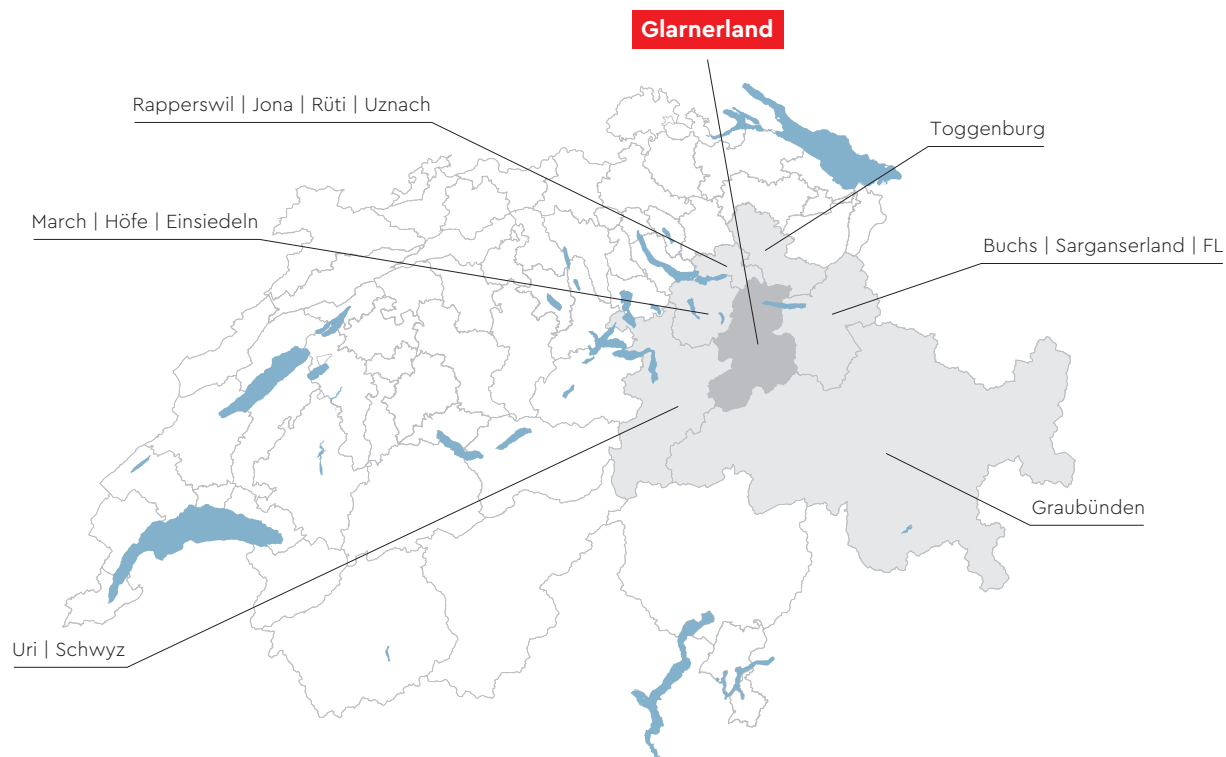 Glarnerland
Rapperswil | Jona | Rüti | Uznach
Toggenburg
March | Höfe | Einsiedeln
Buchs | Sarganserland | FL
Graubünden
Uri | Schwyz